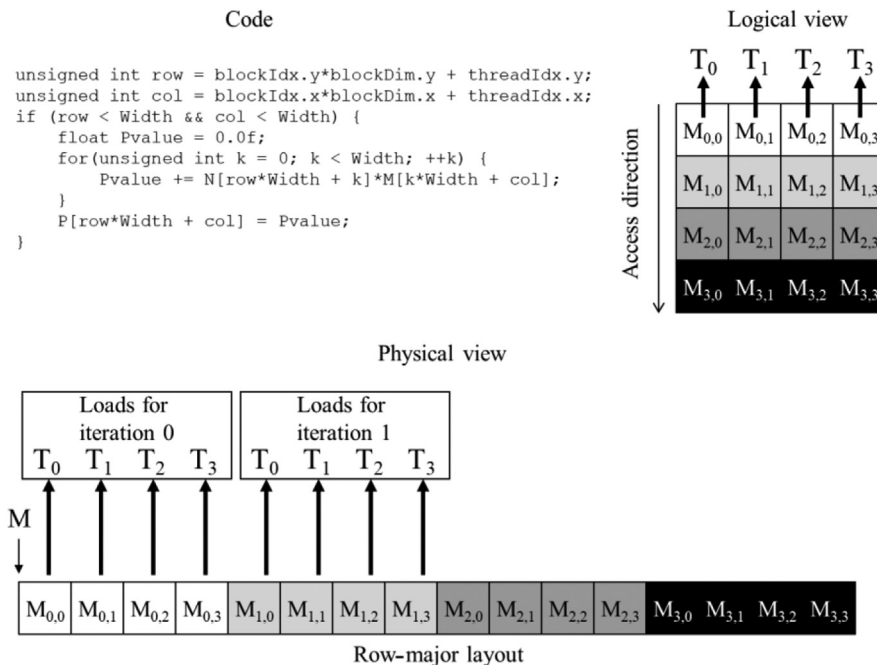 Code
unsigned int row = blockIdx.y*blockDim.y + threadIdx.y;
unsigned int col = blockIdx.x*blockDim.x + threadIdx.x;
if (row < Width && col < Width) {
    float Pvalue = 0.0f;
    for(unsigned int k = 0; k < Width; ++k) {
        Pvalue += N[row*Width + k]*M[k*Width + col];
    }
    P[row*Width + col] = Pvalue;
}
Logical view
T0 T1 T2 T3
Access direction
M0,0 M0,1 M0,2 M0,3
M1,0 M1,1 M1,2 M1,3
M2,0 M2,1 M2,2 M2,3
M3,0 M3,1 M3,2 M3,3
Physical view
Loads for
iteration 0
T0 T1 T2 T3
Loads for
iteration 1
T0 T1 T2 T3
M
M0,0 M0,1 M0,2 M0,3 M1,0 M1,1 M1,2 M1,3 M2,0 M2,1 M2,2 M2,3 M3,0 M3,1 M3,2 M3,3
Row-major layout